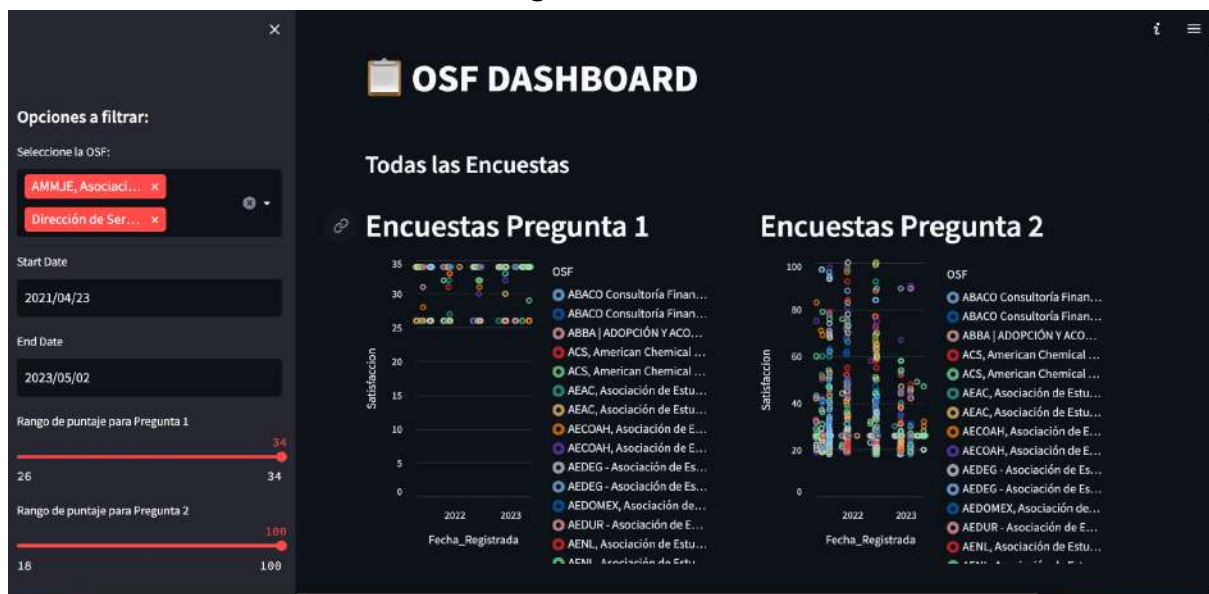 Opciones a filtrar:
Seleccione la OSF:
AMMJE, Asociaci... ×
Dirección de Ser... ×
Start Date
2021/04/23
End Date
2023/05/02
Rango de puntaje para Pregunta 1
34
26 34
Rango de puntaje para Pregunta 2
100
18 100
OSF DASHBOARD
Todas las Encuestas
Encuestas Pregunta 1
35
30
25
20
15
10
5
0
Satisfaccion
2022 2023
Fecha_Registrada
OSF
ABACO Consultoría Finan...
ABACO Consultoría Finan...
ABBA | ADOPCIÓN Y ACO...
ACS, American Chemical ...
ACS, American Chemical ...
AEAC, Asociación de Estu...
AEAC, Asociación de Estu...
AECOAH, Asociación de E...
AECOAH, Asociación de E...
AEDEG - Asociación de Es...
AEDEG - Asociación de Es...
AEDOMEX, Asociación de...
AEDUR - Asociación de E...
AENL, Asociación de Estu...
AENL, Asociación de Estu...
Encuestas Pregunta 2
100
80
60
40
20
0
Satisfaccion
2022 2023
Fecha_Registrada
OSF
ABACO Consultoría Finan...
ABACO Consultoría Finan...
ABBA | ADOPCIÓN Y ACO...
ACS, American Chemical ...
ACS, American Chemical ...
AEAC, Asociación de Estu...
AEAC, Asociación de Estu...
AECOAH, Asociación de E...
AECOAH, Asociación de E...
AEDEG - Asociación de Es...
AEDEG - Asociación de Es...
AEDOMEX, Asociación de...
AEDUR - Asociación de E...
AENL, Asociación de Estu...